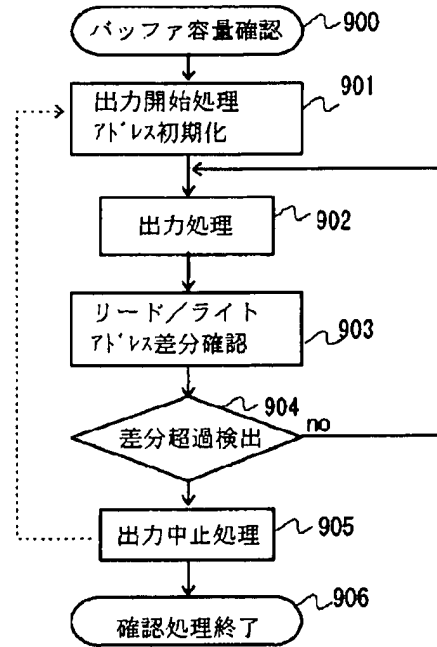 バッファ容量確認
900
出力開始処理
アドレス初期化
901
出力処理
902
リード／ライト
アドレス差分確認
903
904
差分超過検出
no
出力中止処理
905
確認処理終了
906